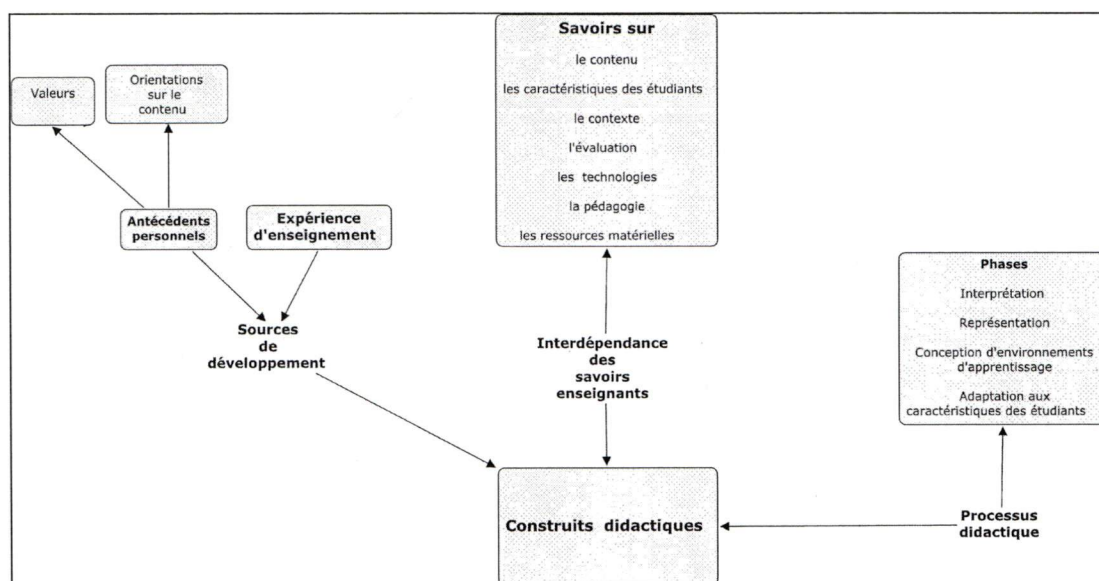 Savoirs sur
le contenu
les caractéristiques des étudiants
le contexte
l'évaluation
les technologies
la pédagogie
les ressources matérielles
Valeurs
Orientations
sur le
contenu
Antécédents
personnels
Expérience
d'enseignement
Sources
de
développement
Interdépendance
des
savoirs
enseignants
Phases
Interprétation
Représentation
Conception d'environnements
d'apprentissage
Adaptation aux
caractéristiques des étudiants
Construits didactiques
Processus
didactique